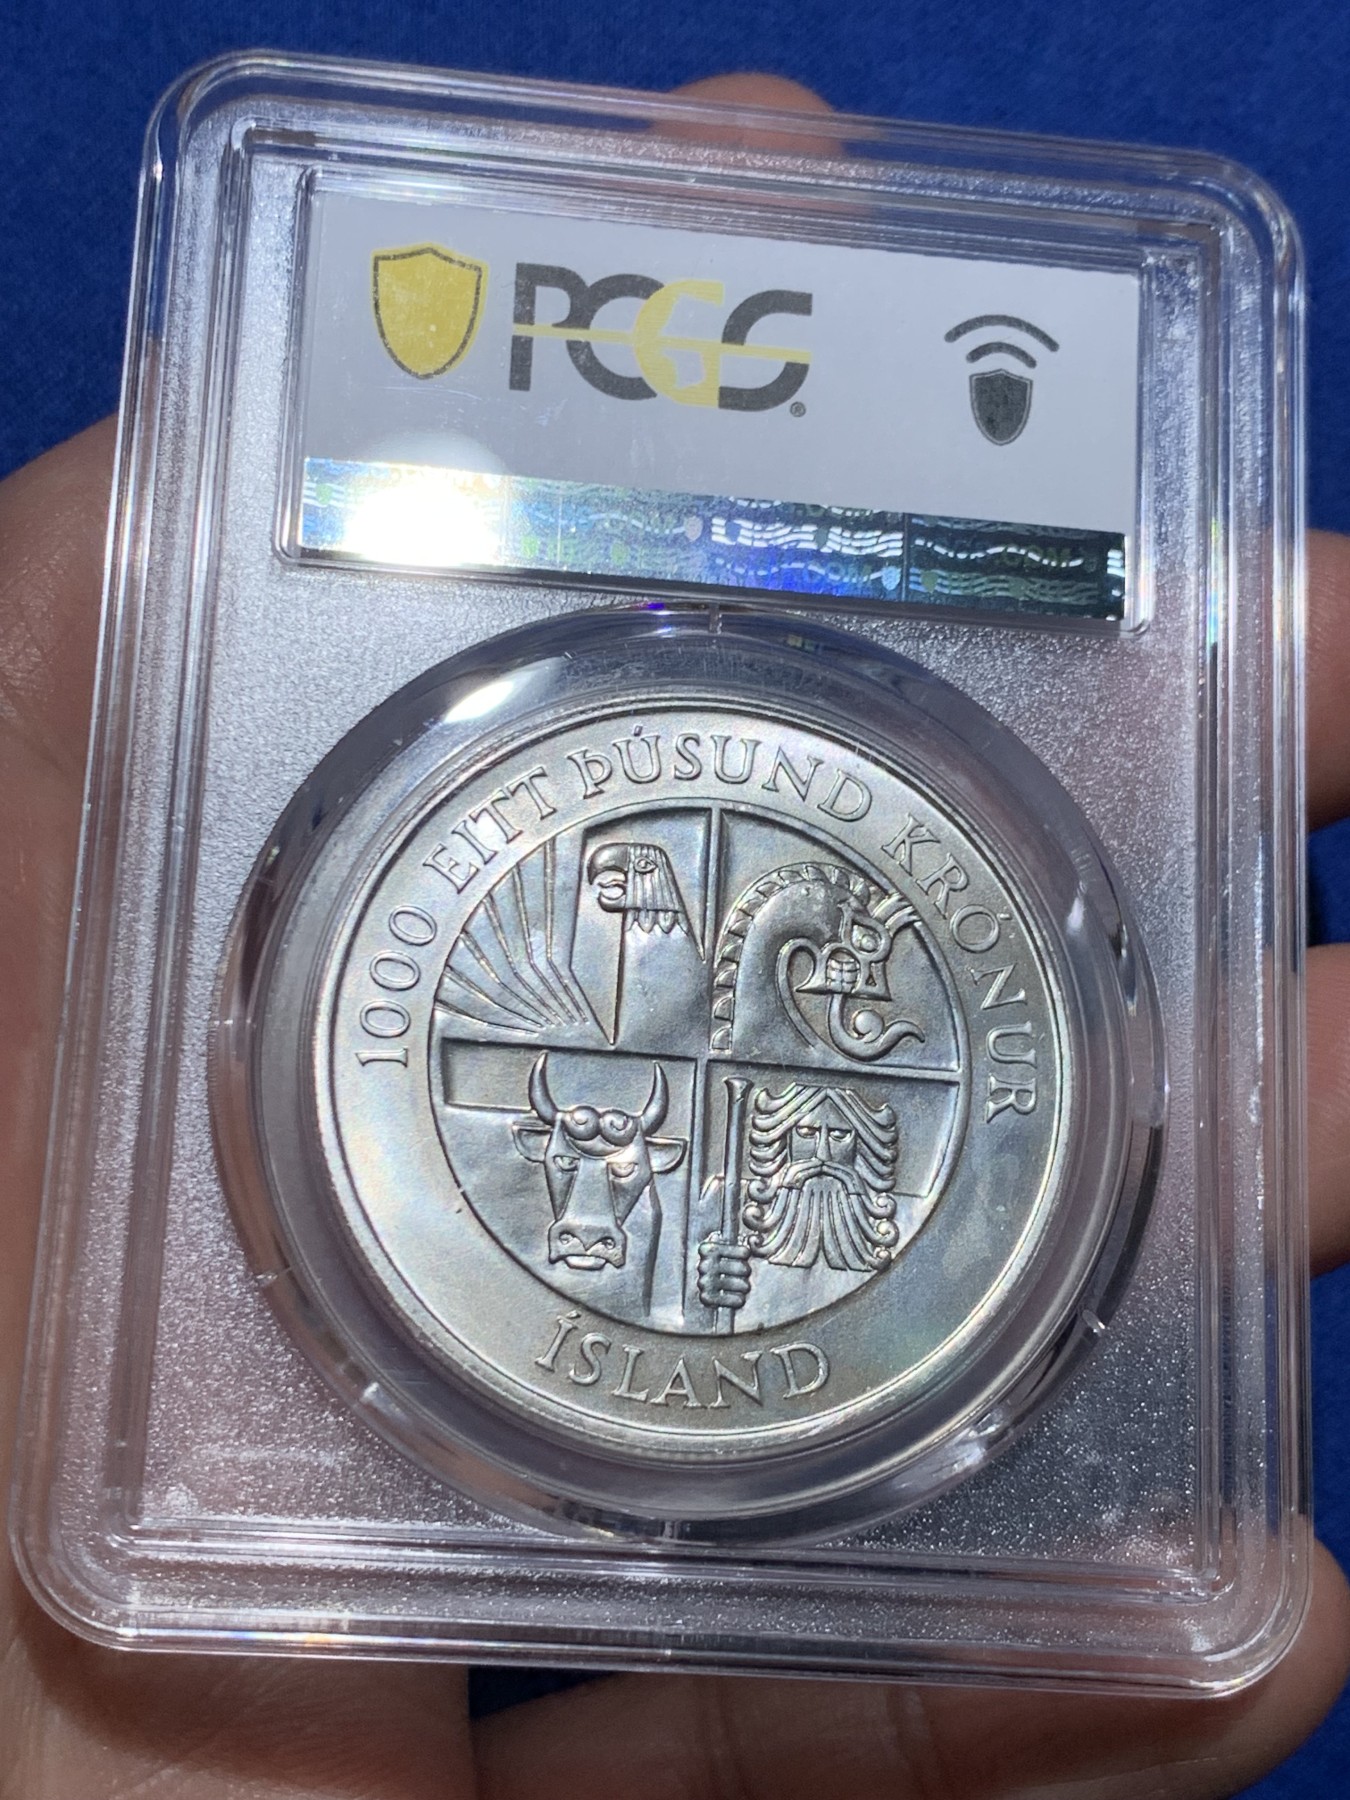 PCGS®
1000 EITT ÞÚSUND KRÓNUR
ÍSLAND